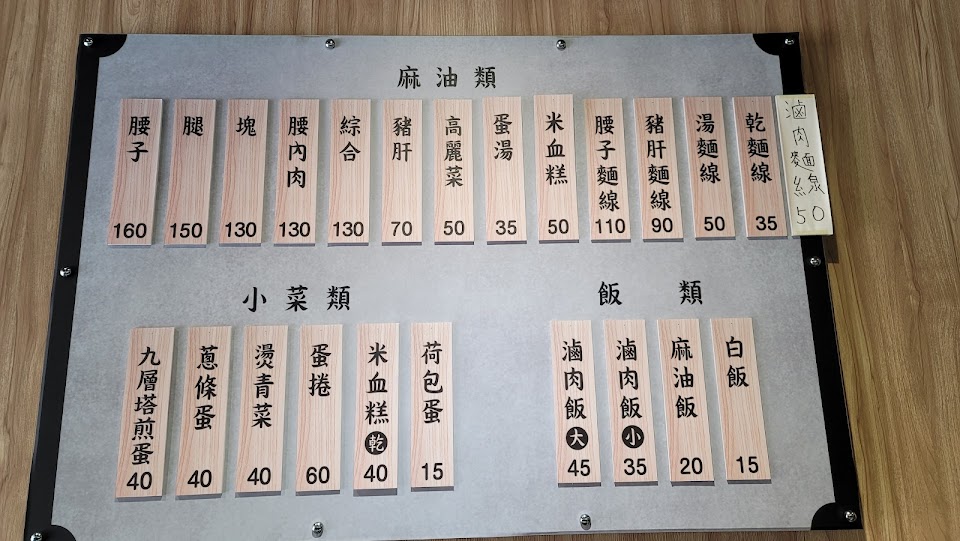 麻油類
腰子 160
腿 150
塊 130
腰內肉 130
綜合 130
豬肝 70
高麗菜 50
蛋湯 35
米血糕 50
腰子麵線 110
豬肝麵線 90
湯麵線 50
乾麵線 35
滷肉麵線 50
小菜類
九層塔煎蛋 40
蔥條蛋 40
燙青菜 40
蛋捲 60
米血糕 乾 40
荷包蛋 15
飯類
滷肉飯 大 45
滷肉飯 小 35
麻油飯 20
白飯 15